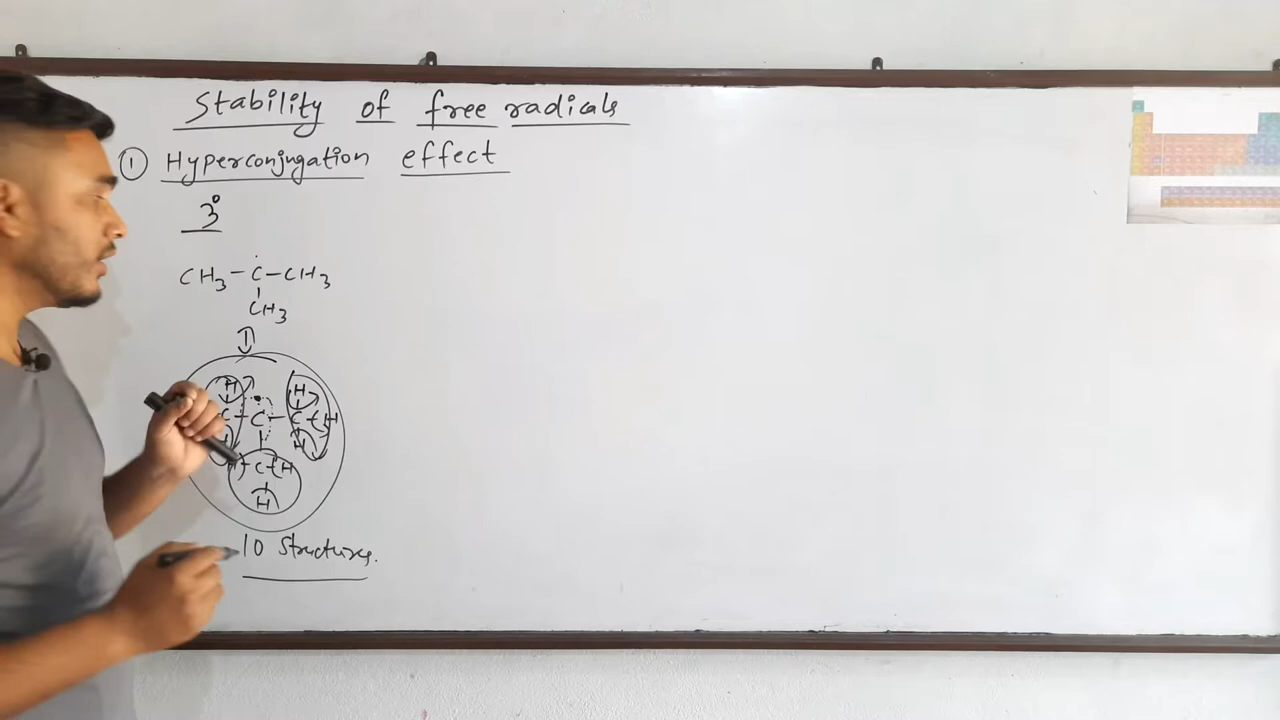 Stability of free radicals
① Hyperconjugation effect
3°
CH3 – Ċ – CH3
CH3
H H
C – C – C – H
H
H – C – H
H
10 Structures.